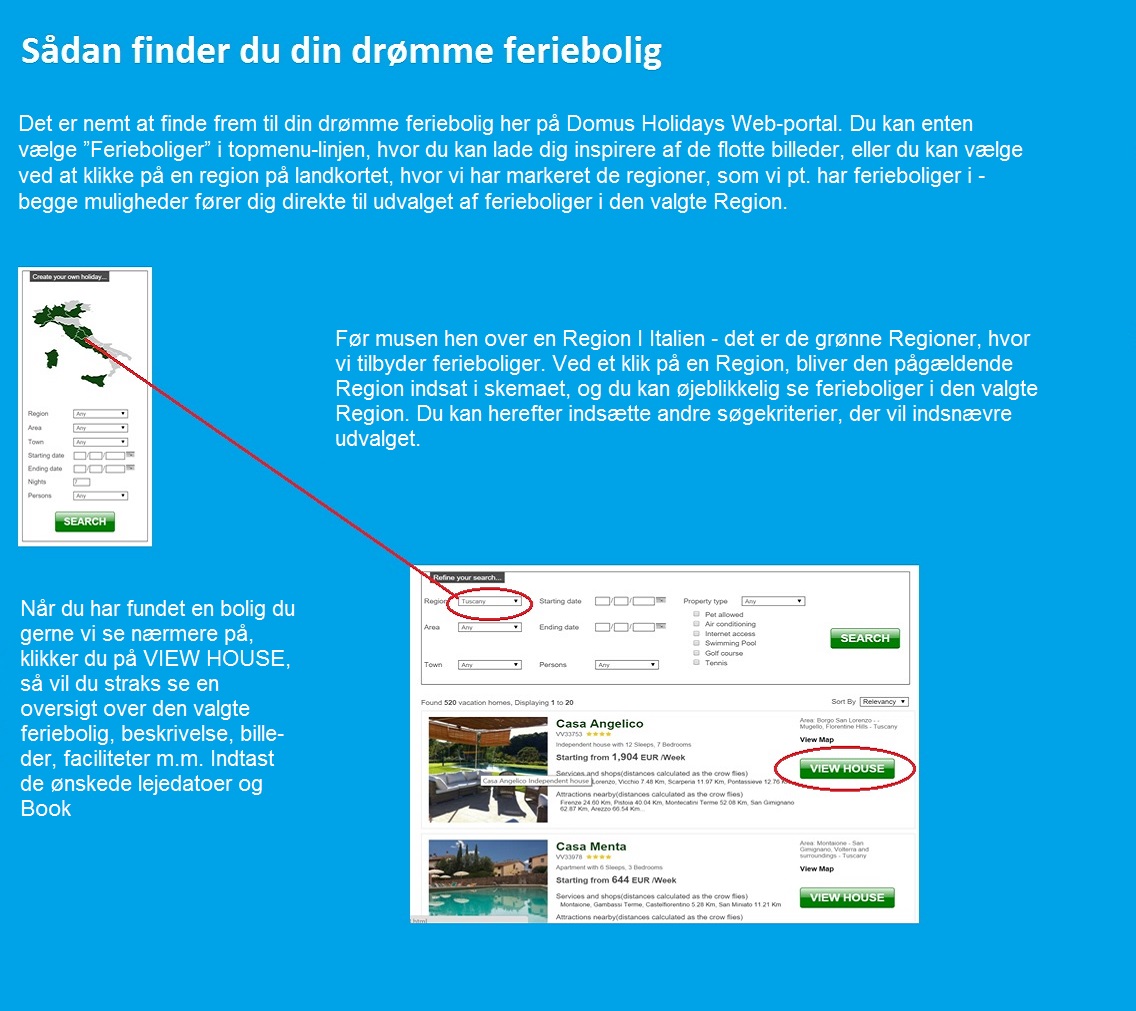 Sådan finder du din drømme feriebolig
Det er nemt at finde frem til din drømme feriebolig her på Domus Holidays Web-portal. Du kan enten
vælge ”Ferieboliger” i topmenu-linjen, hvor du kan lade dig inspirere af de flotte billeder, eller du kan vælge
ved at klikke på en region på landkortet, hvor vi har markeret de regioner, som vi pt. har ferieboliger i -
begge muligheder fører dig direkte til udvalget af ferieboliger i den valgte Region.
Create your own holiday...
Region Any
Area Any
Town Any
Starting date / /
Ending date / /
Nights 7
Persons Any
SEARCH
Før musen hen over en Region I Italien - det er de grønne Regioner, hvor
vi tilbyder ferieboliger. Ved et klik på en Region, bliver den pågældende
Region indsat i skemaet, og du kan øjeblikkelig se ferieboliger i den valgte
Region. Du kan herefter indsætte andre søgekriterier, der vil indsnævre
udvalget.
Når du har fundet en bolig du
gerne vi se nærmere på,
klikker du på VIEW HOUSE,
så vil du straks se en
oversigt over den valgte
feriebolig, beskrivelse, bille-
der, faciliteter m.m. Indtast
de ønskede lejedatoer og
Book
Refine your search...
Region Tuscany Starting date / / Property type Any
Pet allowed
Air conditioning
Area Any Ending date / / Internet access
Swimming Pool
Golf course
Town Any Persons Any Tennis
SEARCH
Found 520 vacation homes, Displaying 1 to 20 Sort By Relevancy
Casa Angelico
VV33753
Independent house with 12 Sleeps, 7 Bedrooms
Starting from 1,904 EUR /Week
Services and shops(distances calculated as the crow flies)
Lorenzo, Vicchio 7.48 Km, Scarperia 11.97 Km, Pontassieve 12.76
Casa Angelico Independent house
Attractions nearby(distances calculated as the crow flies)
Firenze 24.60 Km, Pistoia 40.04 Km, Montecatini Terme 52.08 Km, San Gimignano
62.87 Km, Arezzo 66.54 Km...
Area: Borgo San Lorenzo - -
Mugello, Florentine Hills - Tuscany
View Map
VIEW HOUSE
Casa Menta
VV33978
Apartment with 6 Sleeps, 3 Bedrooms
Starting from 644 EUR /Week
Services and shops(distances calculated as the crow flies)
Montaione, Gambassi Terme, Castelfiorentino 5.28 Km, San Miniato 11.21 Km
Attractions nearby(distances calculated as the crow flies)
Area: Montaione - San
Gimignano, Volterra and
surroundings - Tuscany
View Map
VIEW HOUSE
html